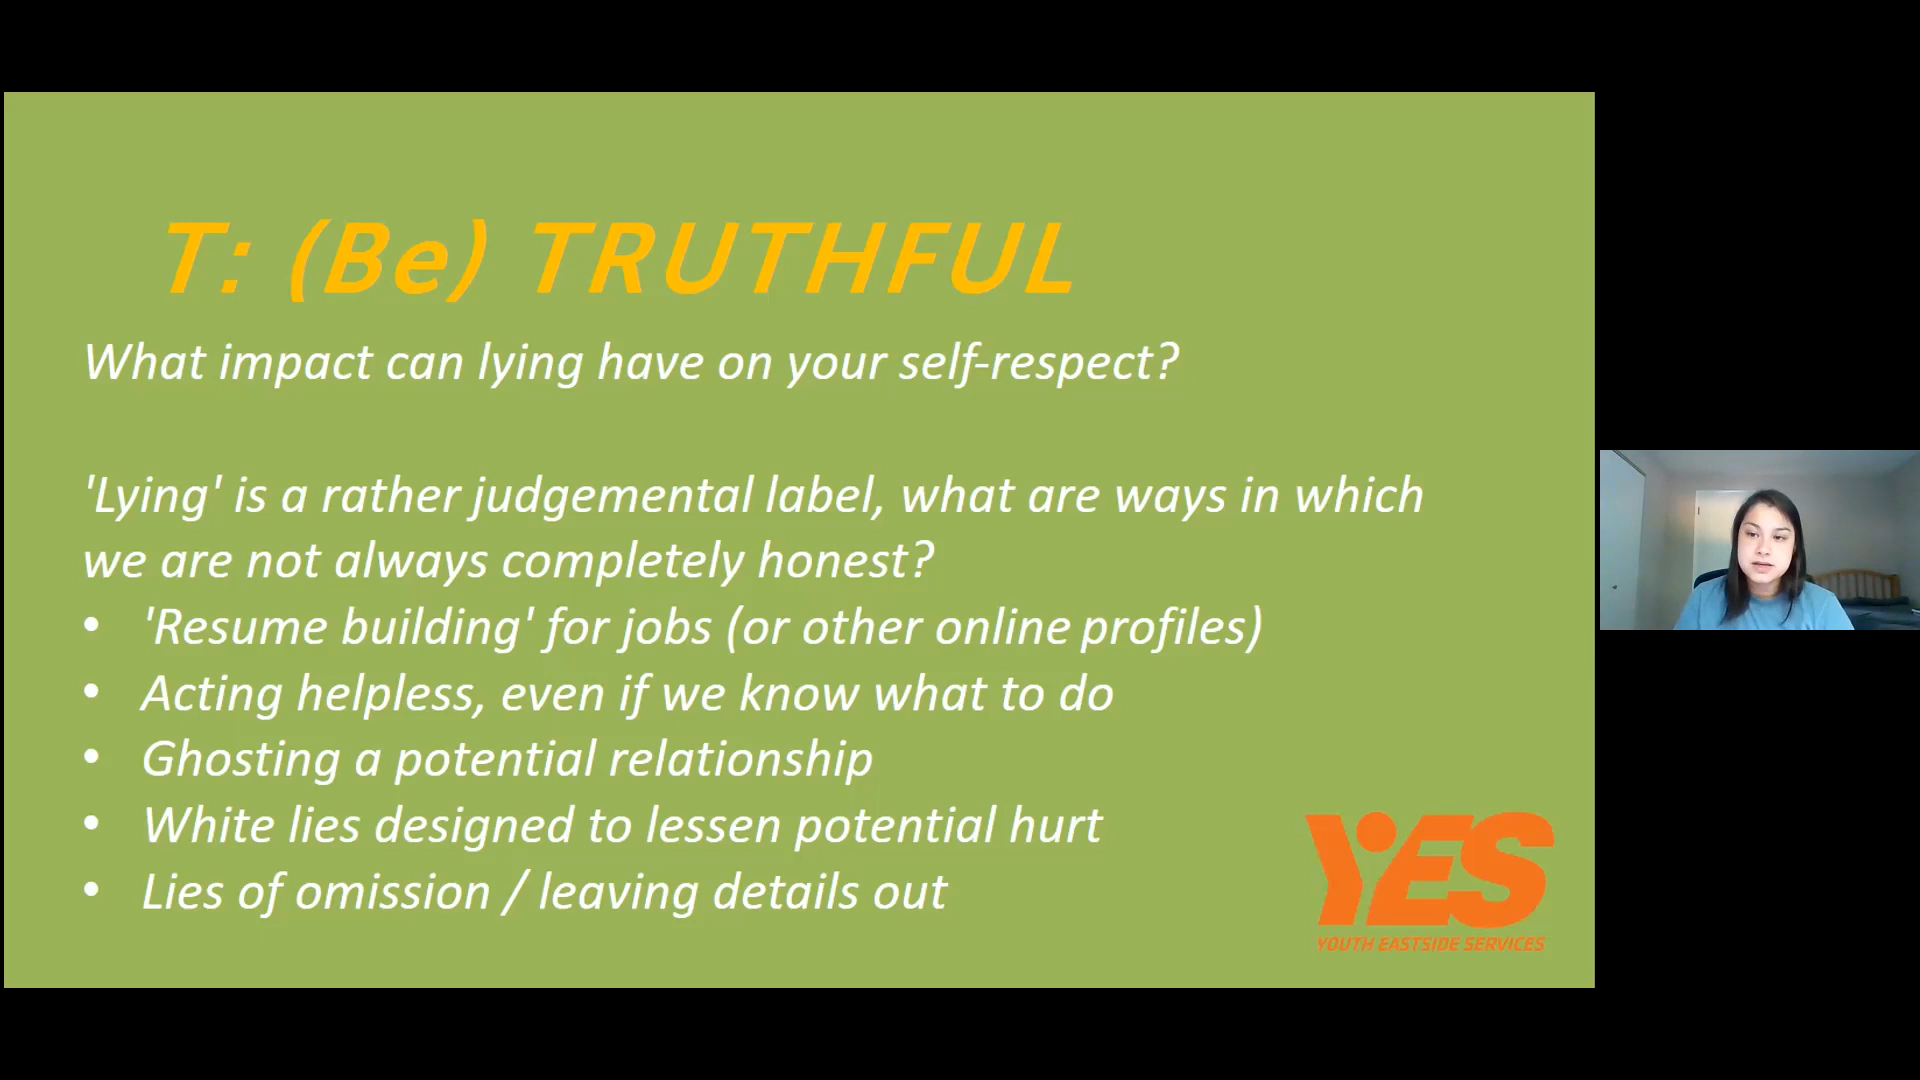 T: (Be) TRUTHFUL
What impact can lying have on your self-respect?
'Lying' is a rather judgemental label, what are ways in which
we are not always completely honest?
• 'Resume building' for jobs (or other online profiles)
• Acting helpless, even if we know what to do
• Ghosting a potential relationship
• White lies designed to lessen potential hurt
• Lies of omission / leaving details out
YES
YOUTH EASTSIDE SERVICES